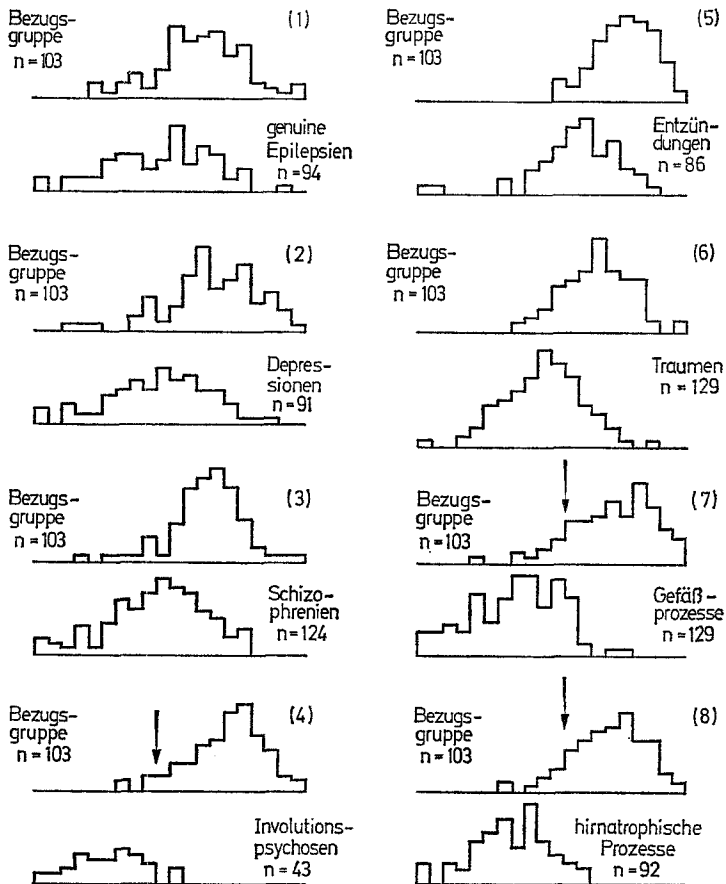 Bezugs-
gruppe
n = 103
(1)
genuine
Epilepsien
n = 94
Bezugs-
gruppe
n = 103
(2)
Depres-
sionen
n = 91
Bezugs-
gruppe
n = 103
(3)
Schizo-
phrenien
n = 124
Bezugs-
gruppe
n = 103
(4)
Involutions-
psychosen
n = 43
Bezugs-
gruppe
n = 103
(5)
Entzün-
dungen
n = 86
Bezugs-
gruppe
n = 103
(6)
Traumen
n = 129
Bezugs-
gruppe
n = 103
(7)
Gefäß-
prozesse
n = 129
Bezugs-
gruppe
n = 103
(8)
hirnatrophische
Prozesse
n = 92